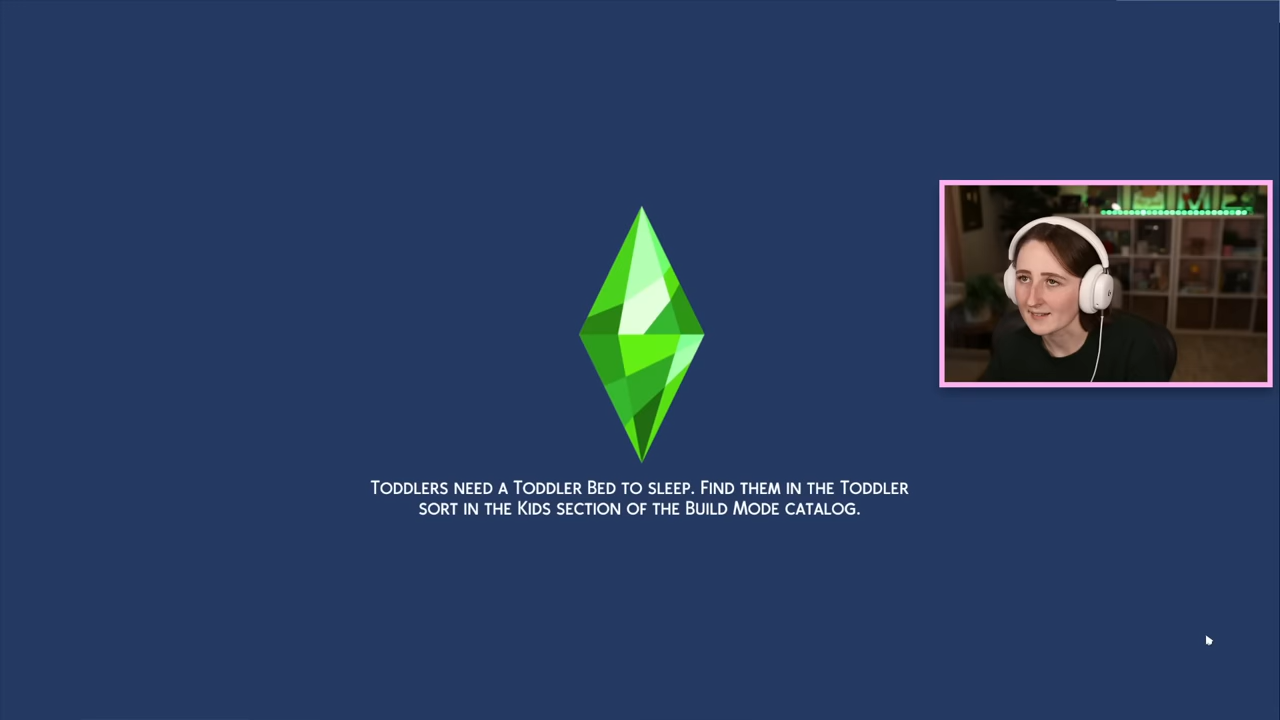 Toddlers need a Toddler Bed to sleep. Find them in the Toddler
sort in the Kids section of the Build Mode catalog.